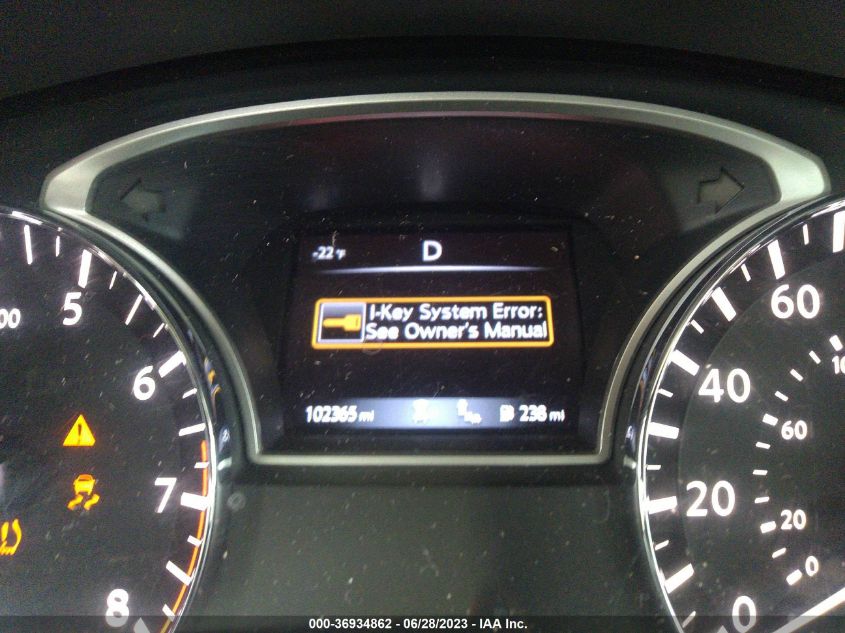 -22°F
D
I-Key System Error:
See Owner's Manual
102365 mi
238 mi
5
6
7
8
60
40
20
0
60
20
0
000-36934862 - 06/28/2023 - IAA Inc.